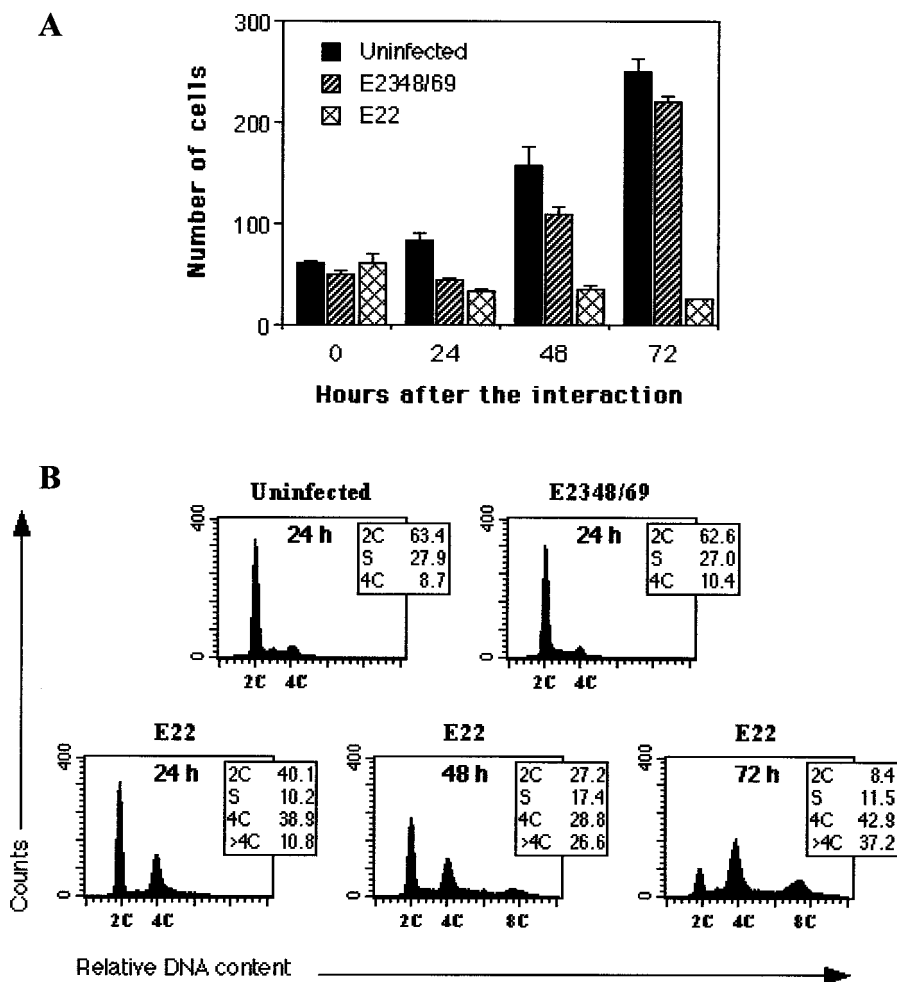 A
Number of cells
300
200
100
0
Uninfected
E2348/69
E22
0 24 48 72
Hours after the interaction
B
Counts
Uninfected
400
0
24 h
2C 63.4
S 27.9
4C 8.7
2C 4C
E2348/69
400
0
24 h
2C 62.6
S 27.0
4C 10.4
2C 4C
E22
400
0
24 h
2C 40.1
S 10.2
4C 38.9
>4C 10.8
2C 4C
E22
400
0
48 h
2C 27.2
S 17.4
4C 28.8
>4C 26.6
2C 4C 8C
E22
400
0
72 h
2C 8.4
S 11.5
4C 42.9
>4C 37.2
2C 4C 8C
Relative DNA content